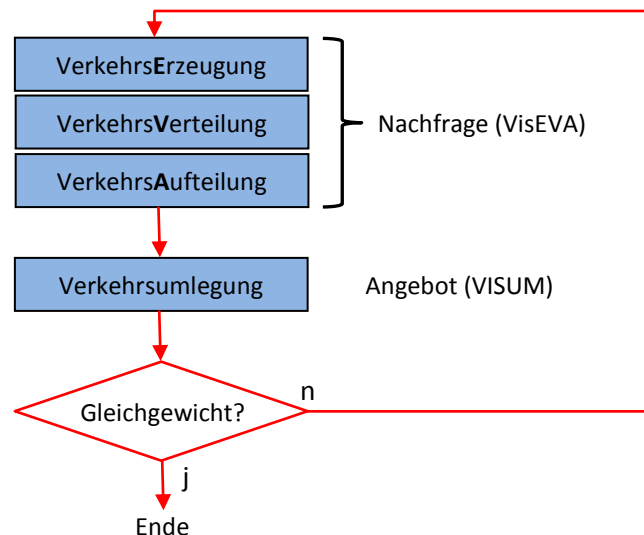 VerkehrsErzeugung
VerkehrsVerteilung
Nachfrage (VisEVA)
VerkehrsAufteilung
Verkehrsumlegung
Angebot (VISUM)
Gleichgewicht?
n
j
Ende